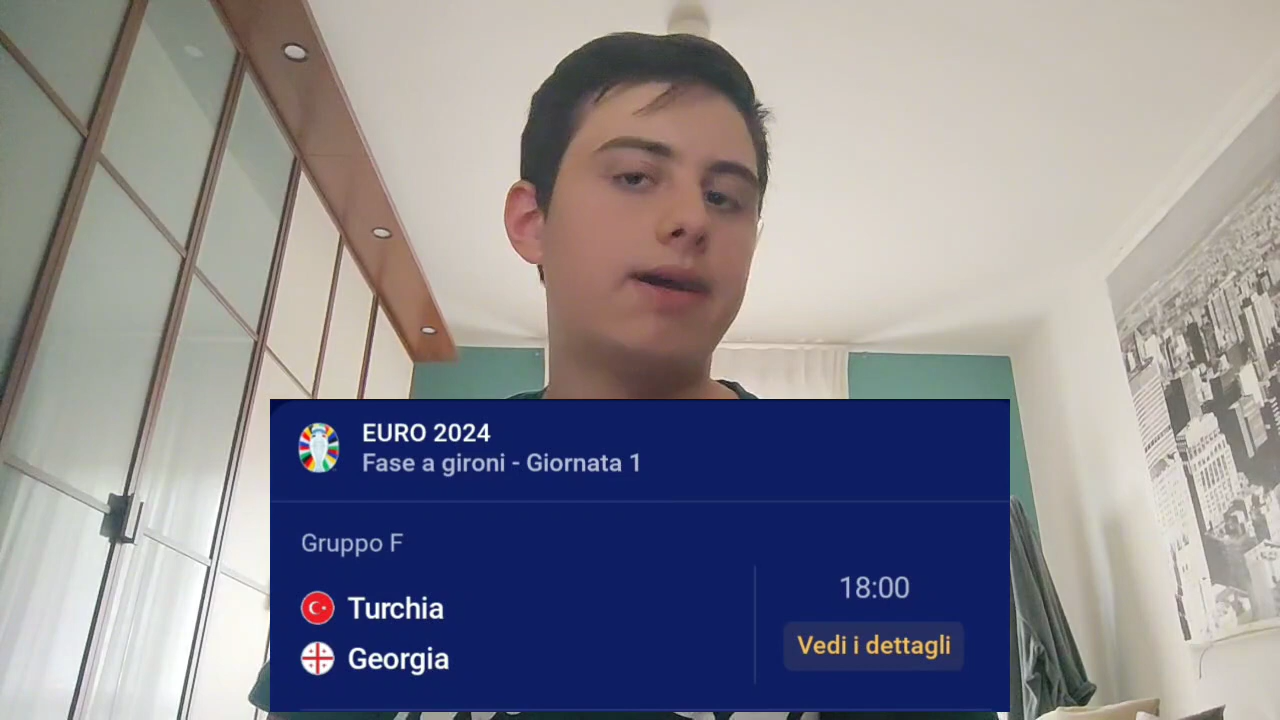 EURO 2024
Fase a gironi - Giornata 1
Gruppo F
Turchia
18:00
Georgia
Vedi i dettagli